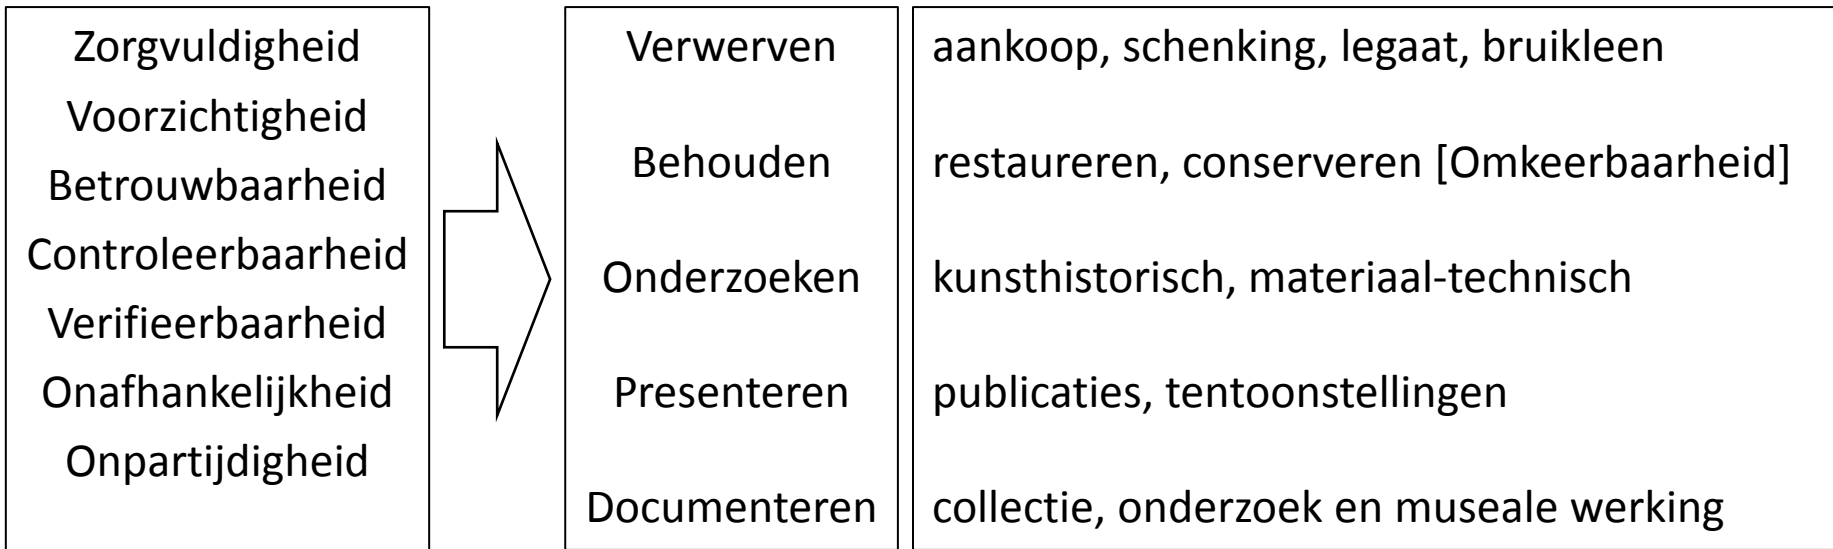 Zorgvuldigheid
Voorzichtigheid
Betrouwbaarheid
Controleerbaarheid
Verifieerbaarheid
Onafhankelijkheid
Onpartijdigheid
Verwerven
Behouden
Onderzoeken
Presenteren
Documenteren
aankoop, schenking, legaat, bruikleen
restaureren, conserveren [Omkeerbaarheid]
kunsthistorisch, materiaal-technisch
publicaties, tentoonstellingen
collectie, onderzoek en museale werking